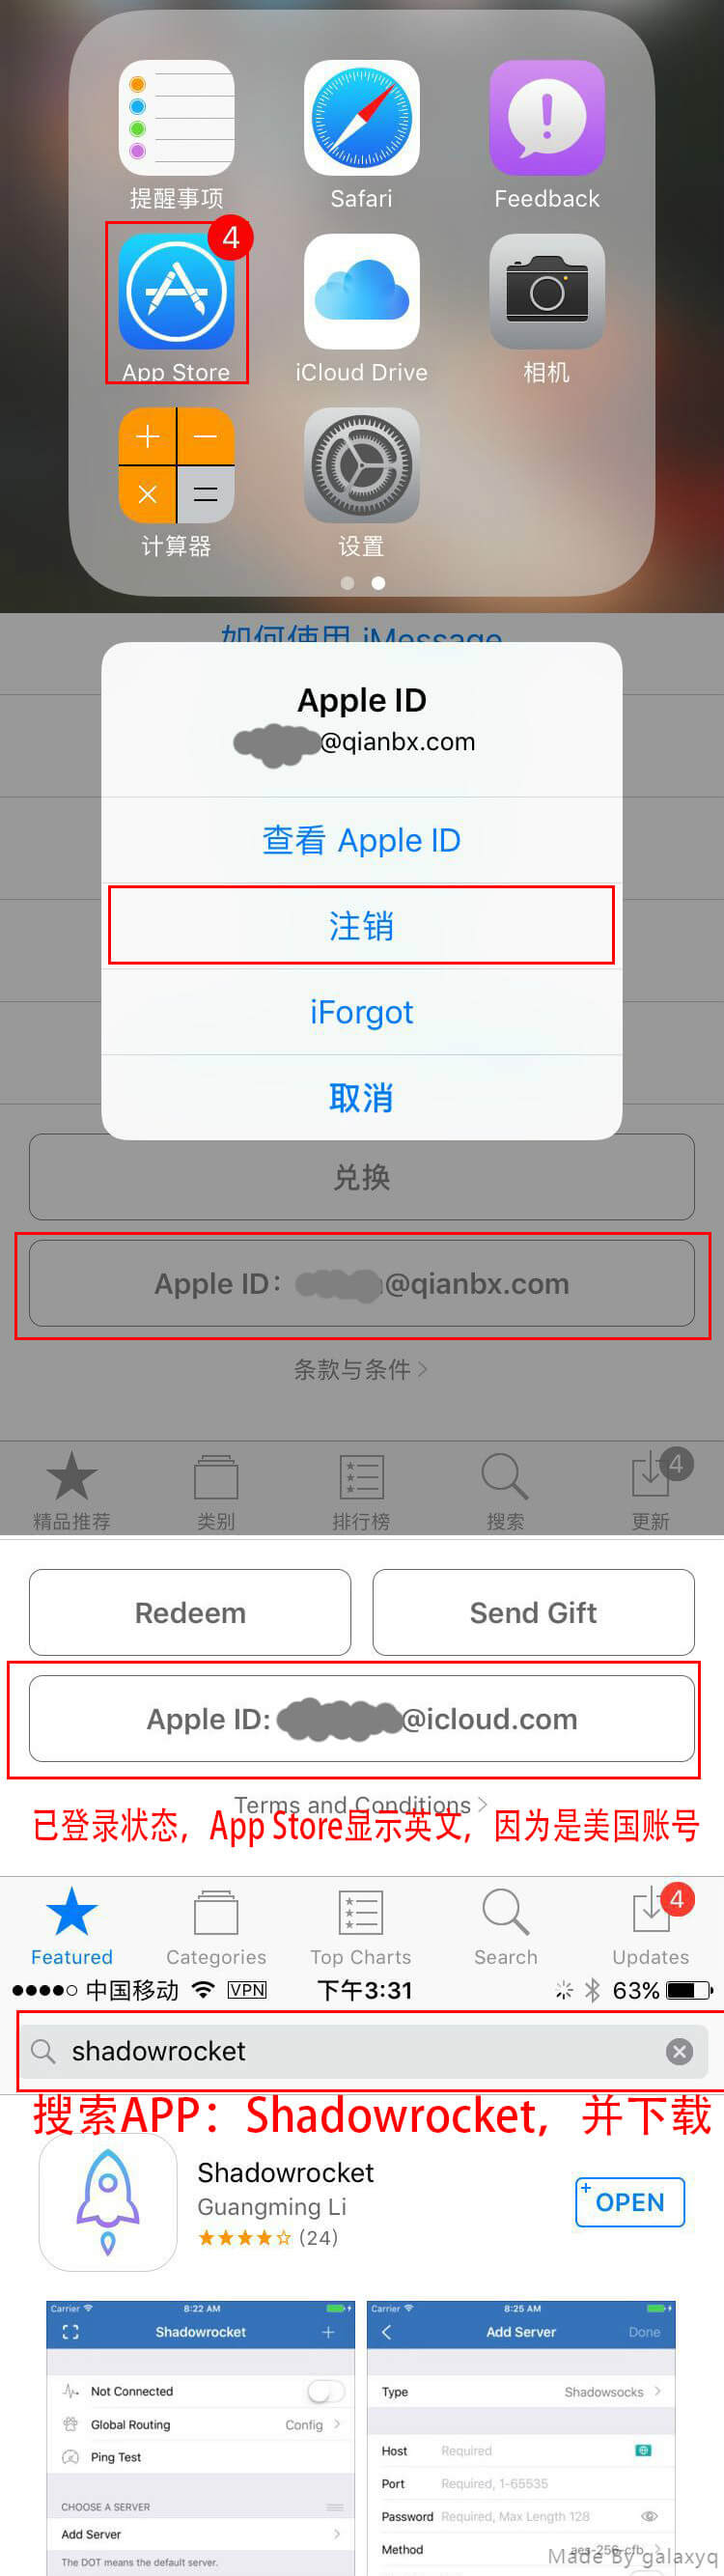 提醒事项
Safari
Feedback
4
App Store
iCloud Drive
相机
计算器
设置
如何使用 iMessage
Apple ID
@qianbx.com
查看 Apple ID
注销
iForgot
取消
兑换
Apple ID： @qianbx.com
条款与条件 >
4
精品推荐 类别 排行榜 搜索 更新
Redeem Send Gift
Apple ID: @icloud.com
Terms and Conditions >
已登录状态，App Store显示英文，因为是美国账号
4
Featured Categories Top Charts Search Updates
中国移动 VPN 下午3:31 63%
shadowrocket
搜索APP：Shadowrocket，并下载
Shadowrocket
Guangming Li
+ OPEN
★★★★☆ (24)
Carrier 8:22 AM
Shadowrocket +
Not Connected
Global Routing Config >
Ping Test
CHOOSE A SERVER
Add Server >
The DOT means the default server.
Carrier 8:25 AM
< Add Server Done
Type Shadowsocks >
Host Required
Port Required, 1-65535
Password Required, Max Length 128
Method aes-256-cfb
Made By galaxyq